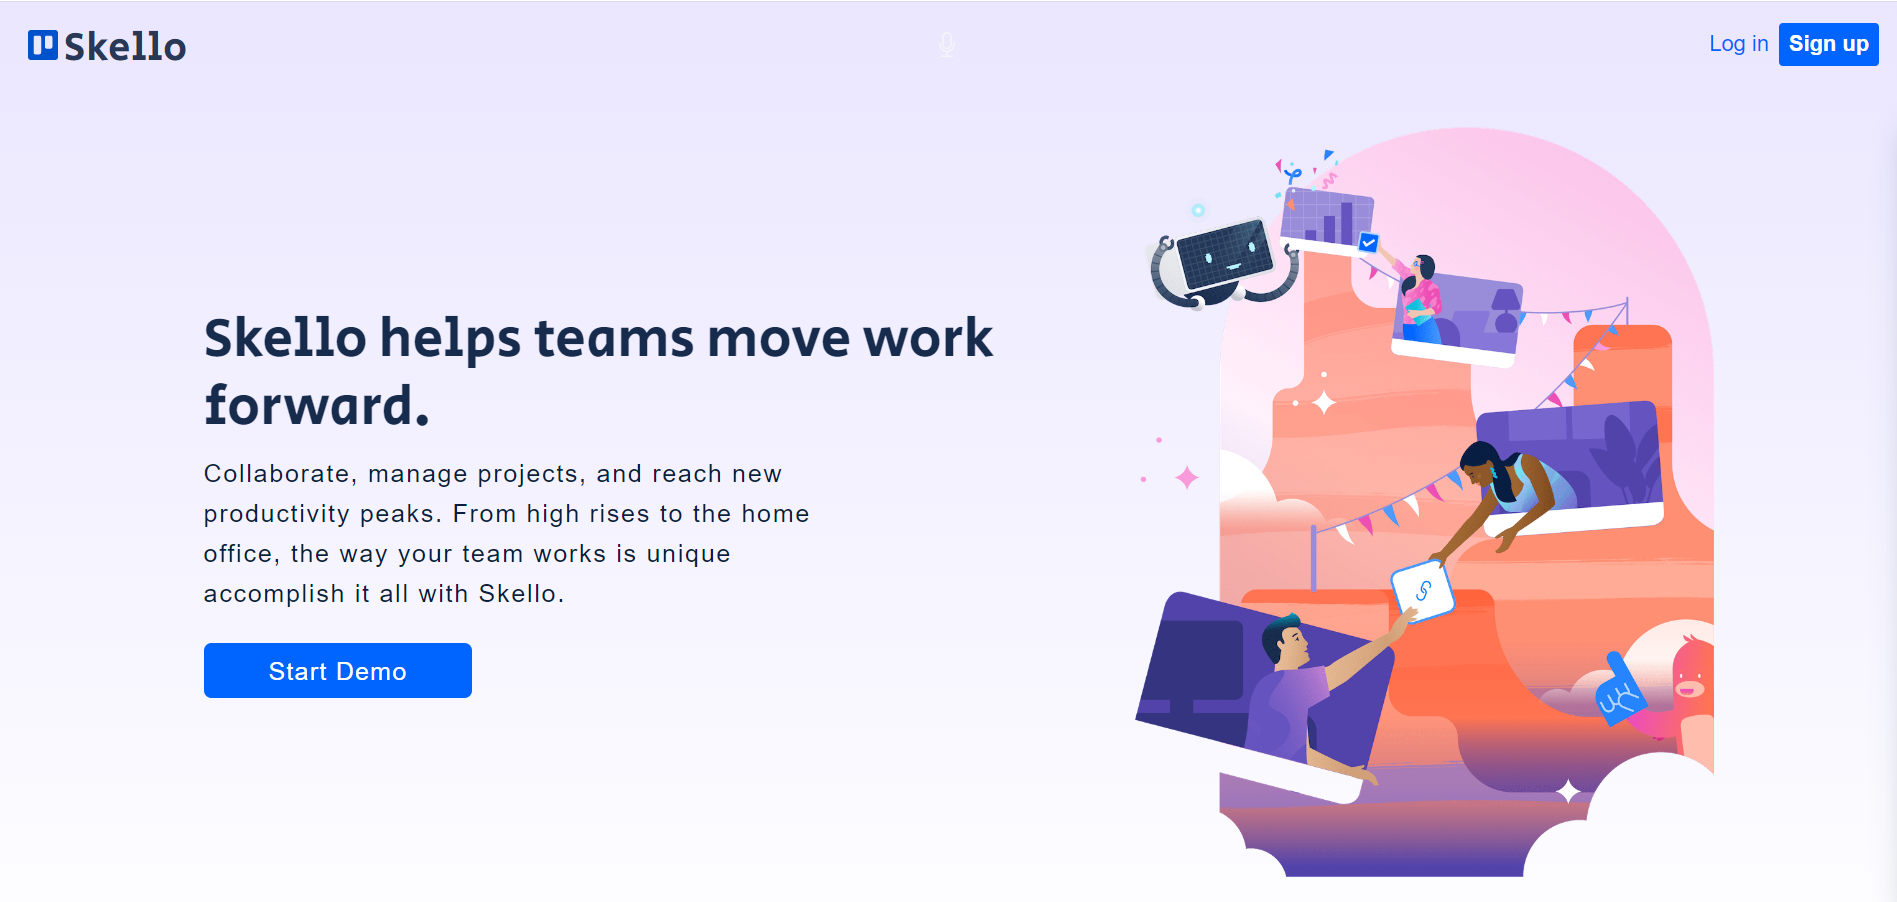 Skello
Log in
Sign up
Skello helps teams move work
forward.
Collaborate, manage projects, and reach new
productivity peaks. From high rises to the home
office, the way your team works is unique
accomplish it all with Skello.
Start Demo